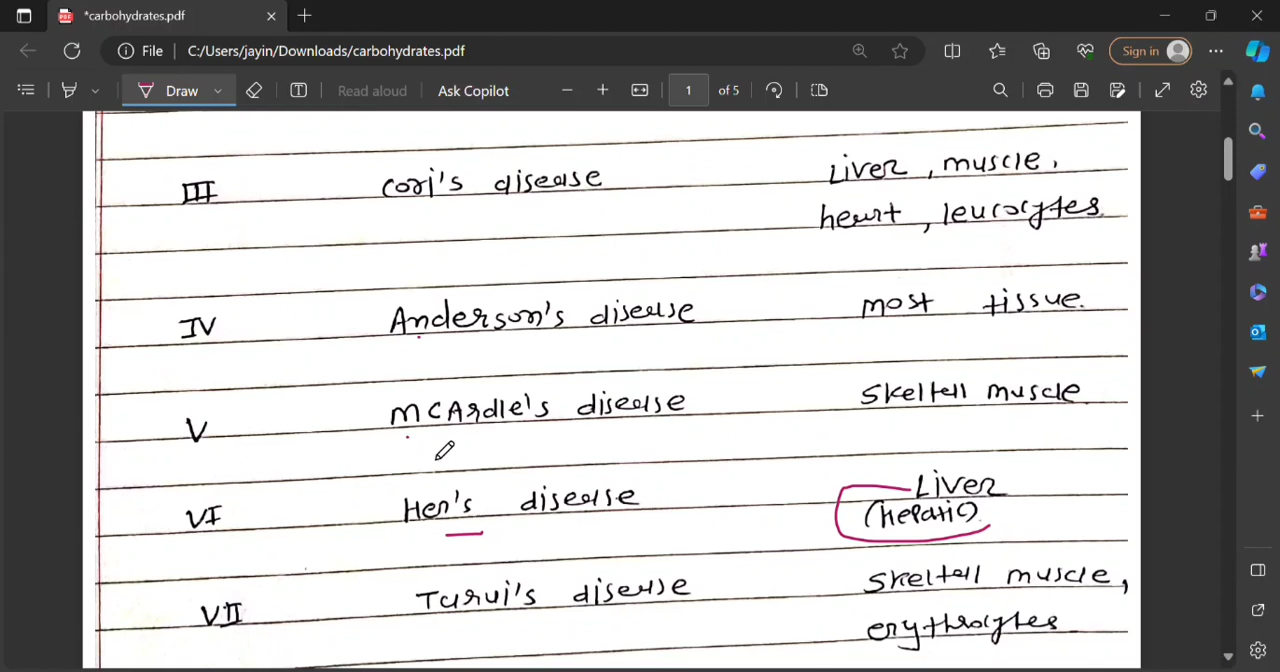 *carbohydrates.pdf
File C:/Users/jayin/Downloads/carbohydrates.pdf Sign in
Draw Read aloud Ask Copilot 1 of 5
III Cori's disease Liver, muscle,
heart, leucocytes
IV Anderson's disease most tissue.
V MCArdle's disease Skeltell muscle
VI Her's disease Liver
(hepatic)
VII Tarui's disease Skeltell muscle,
erythrocytes